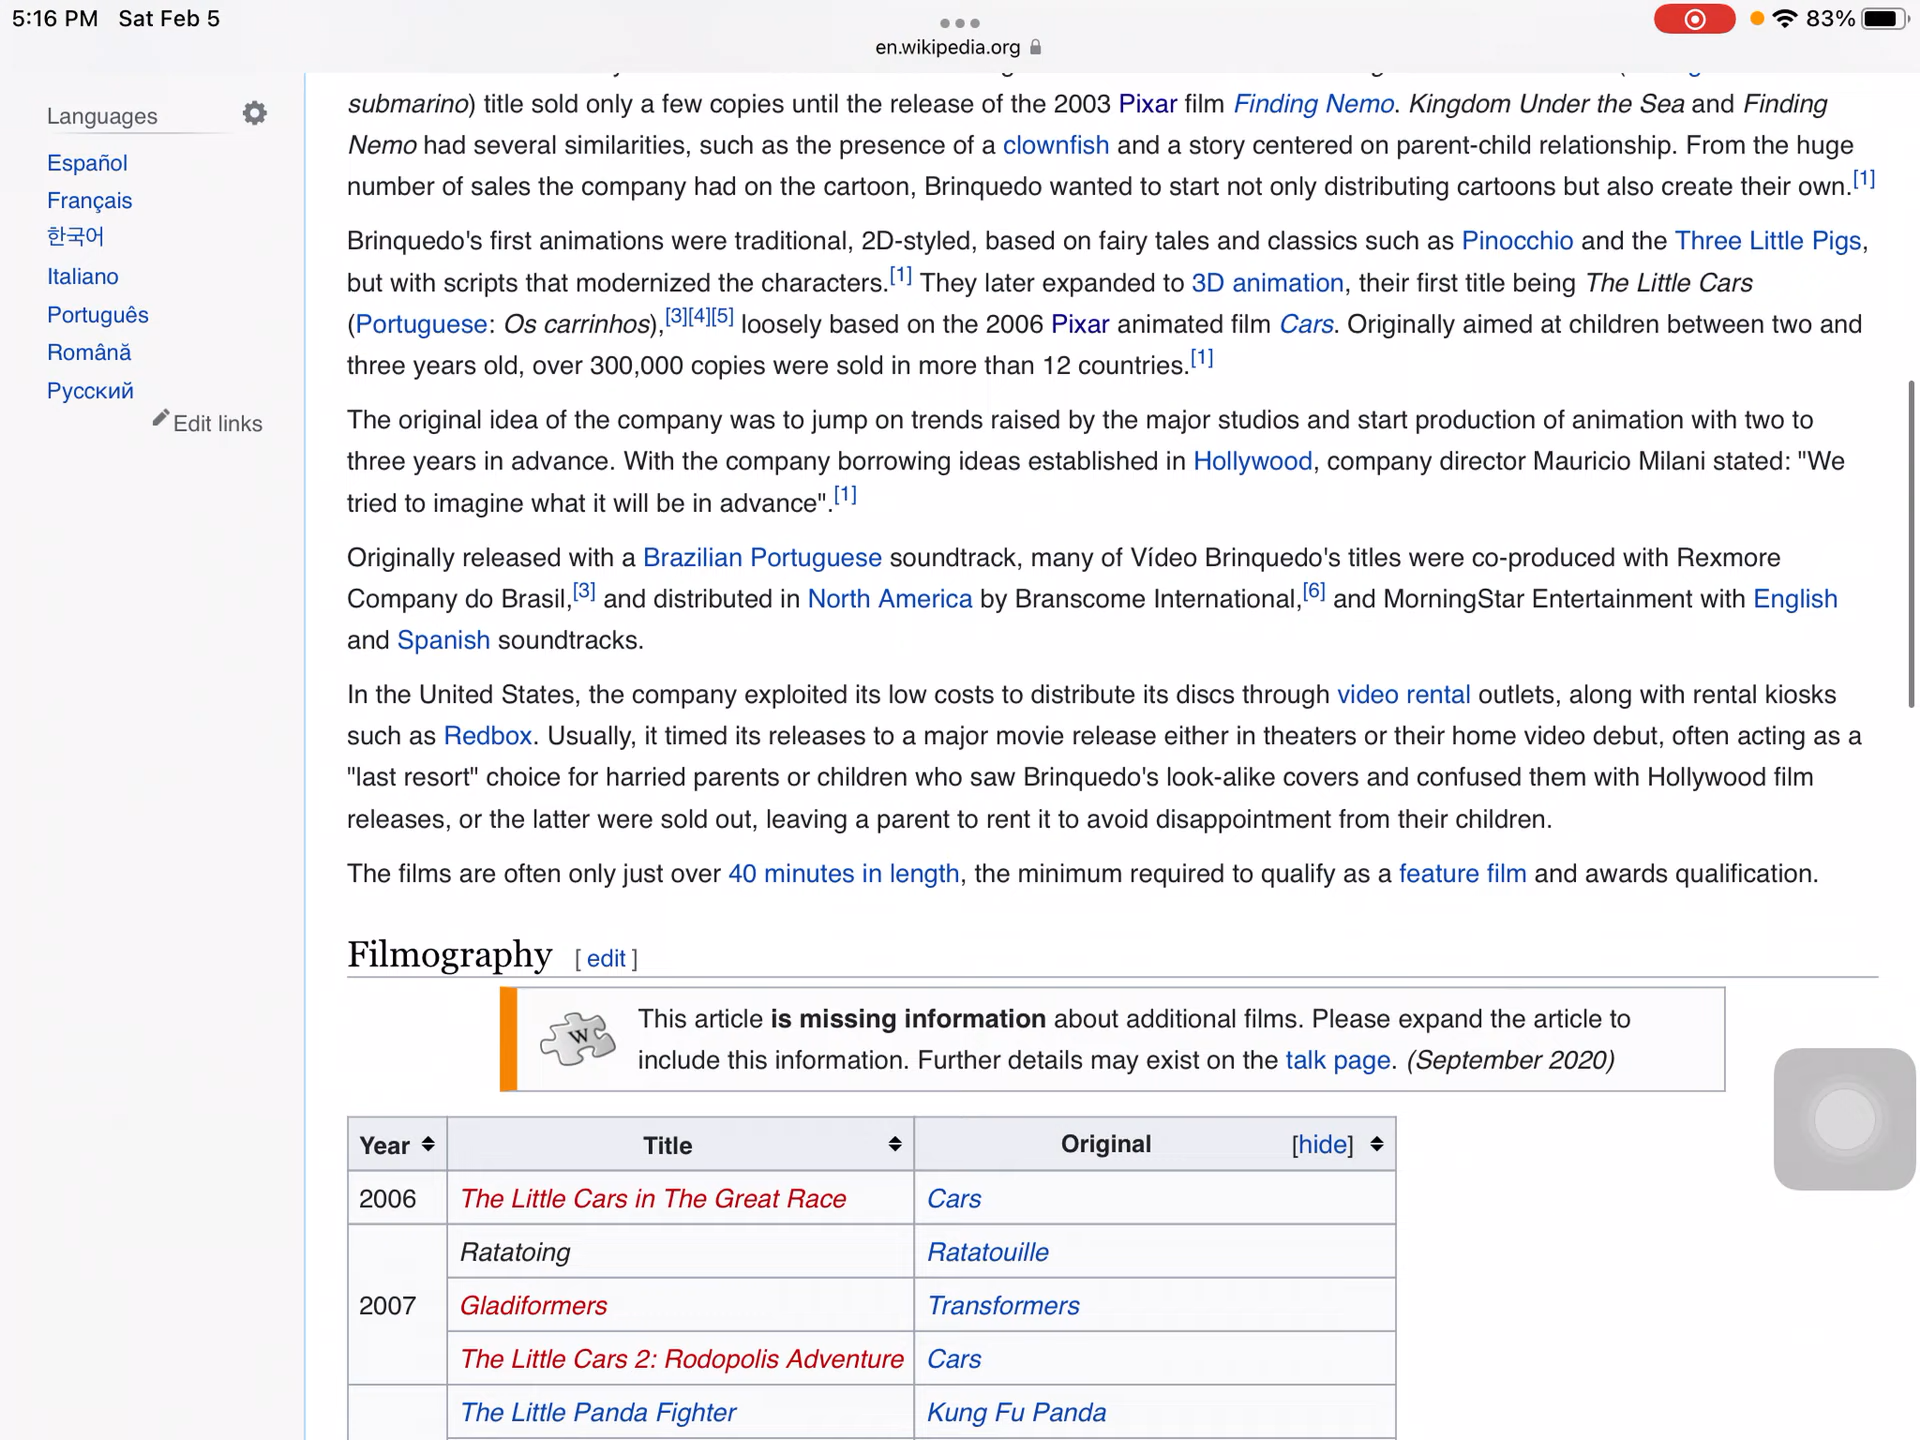 5:16 PM Sat Feb 5
83%
en.wikipedia.org
Languages
Español
Français
한국어
Italiano
Português
Română
Русский
Edit links
submarino) title sold only a few copies until the release of the 2003 Pixar film Finding Nemo. Kingdom Under the Sea and Finding
Nemo had several similarities, such as the presence of a clownfish and a story centered on parent-child relationship. From the huge
number of sales the company had on the cartoon, Brinquedo wanted to start not only distributing cartoons but also create their own.[1]
Brinquedo's first animations were traditional, 2D-styled, based on fairy tales and classics such as Pinocchio and the Three Little Pigs,
but with scripts that modernized the characters.[1] They later expanded to 3D animation, their first title being The Little Cars
(Portuguese: Os carrinhos),[3][4][5] loosely based on the 2006 Pixar animated film Cars. Originally aimed at children between two and
three years old, over 300,000 copies were sold in more than 12 countries.[1]
The original idea of the company was to jump on trends raised by the major studios and start production of animation with two to
three years in advance. With the company borrowing ideas established in Hollywood, company director Mauricio Milani stated: "We
tried to imagine what it will be in advance".[1]
Originally released with a Brazilian Portuguese soundtrack, many of Vídeo Brinquedo's titles were co-produced with Rexmore
Company do Brasil,[3] and distributed in North America by Branscome International,[6] and MorningStar Entertainment with English
and Spanish soundtracks.
In the United States, the company exploited its low costs to distribute its discs through video rental outlets, along with rental kiosks
such as Redbox. Usually, it timed its releases to a major movie release either in theaters or their home video debut, often acting as a
"last resort" choice for harried parents or children who saw Brinquedo's look-alike covers and confused them with Hollywood film
releases, or the latter were sold out, leaving a parent to rent it to avoid disappointment from their children.
The films are often only just over 40 minutes in length, the minimum required to qualify as a feature film and awards qualification.
Filmography [ edit ]
W
This article is missing information about additional films. Please expand the article to
include this information. Further details may exist on the talk page. (September 2020)
Year Title Original [hide]
2006 The Little Cars in The Great Race Cars
Ratatoing Ratatouille
2007 Gladiformers Transformers
The Little Cars 2: Rodopolis Adventure Cars
The Little Panda Fighter Kung Fu Panda